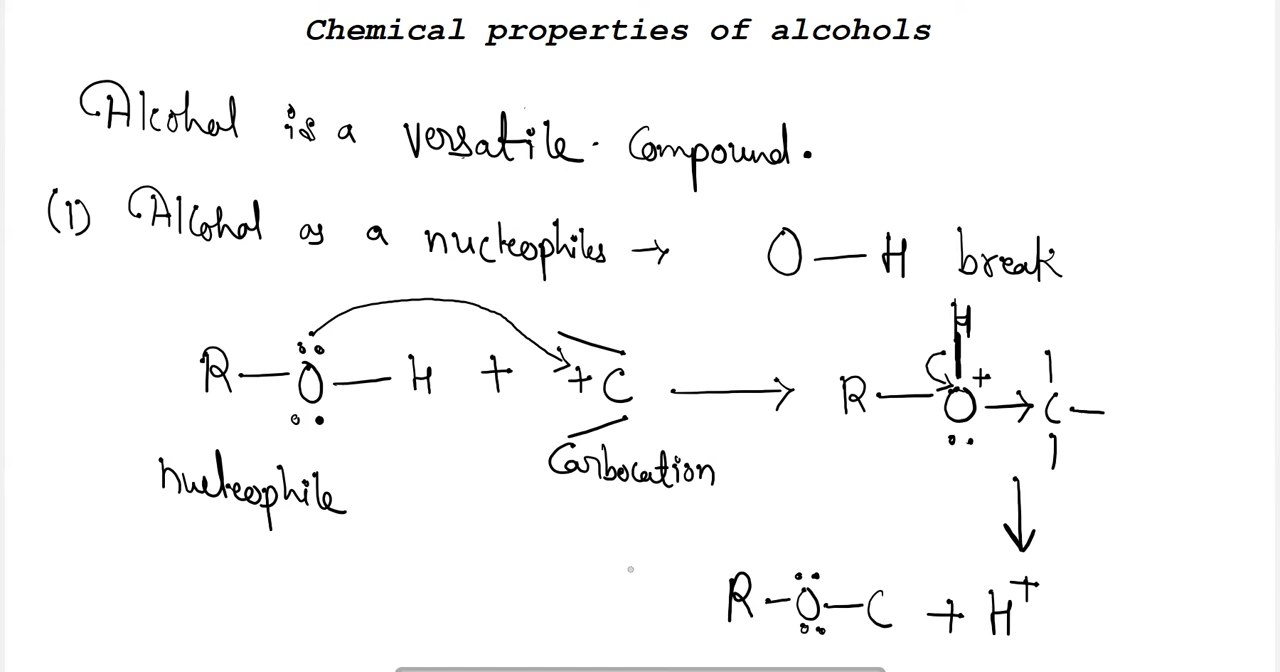 Chemical properties of alcohols
Alcohol is a versatile compound.
(1) Alcohol as a nucleophiles → O—H break
R—O—H + +C ⟶ R—O→C—
H
+
nucleophile
Carbocation
↓
R-O-C + H+